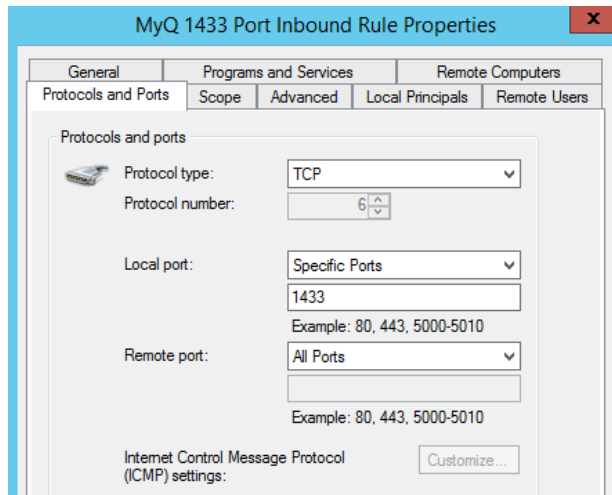 MyQ 1433 Port Inbound Rule Properties
x
General Programs and Services Remote Computers
Protocols and Ports Scope Advanced Local Principals Remote Users
Protocols and ports
Protocol type: TCP
Protocol number: 6
Local port: Specific Ports
1433
Example: 80, 443, 5000-5010
Remote port: All Ports
Example: 80, 443, 5000-5010
Internet Control Message Protocol Customize...
(ICMP) settings: